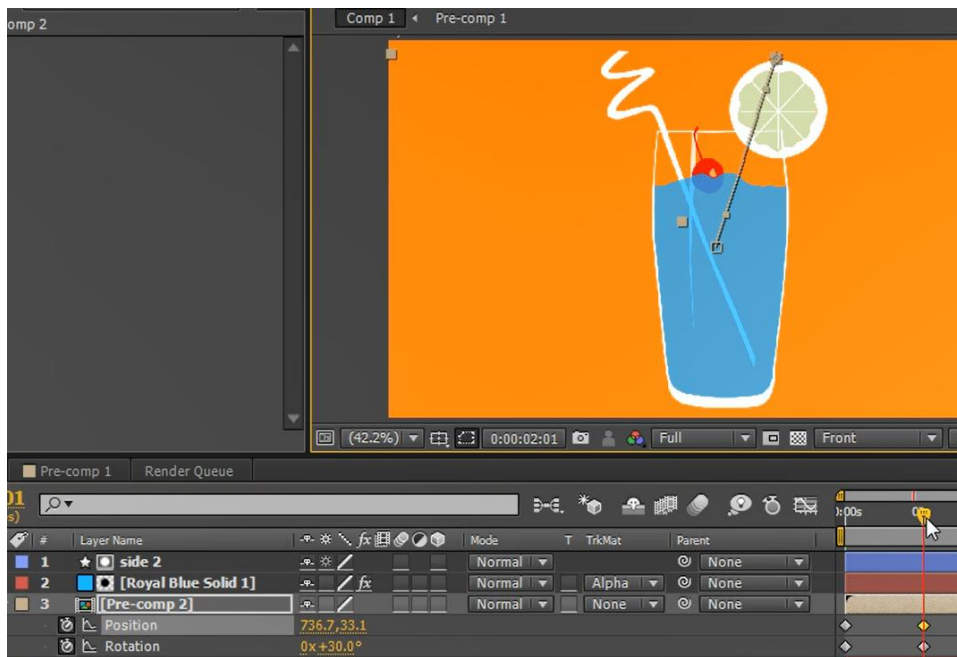 omp 2
Comp 1 Pre-comp 1
(42.2%) 0:00:02:01 Full Front
Pre-comp 1 Render Queue
01
s)
):00s
# Layer Name Mode T TrkMat Parent
1 side 2 Normal None
2 [Royal Blue Solid 1] fx Normal Alpha None
3 [Pre-comp 2] Normal None None
Position 736.7,33.1
Rotation 0x+30.0°